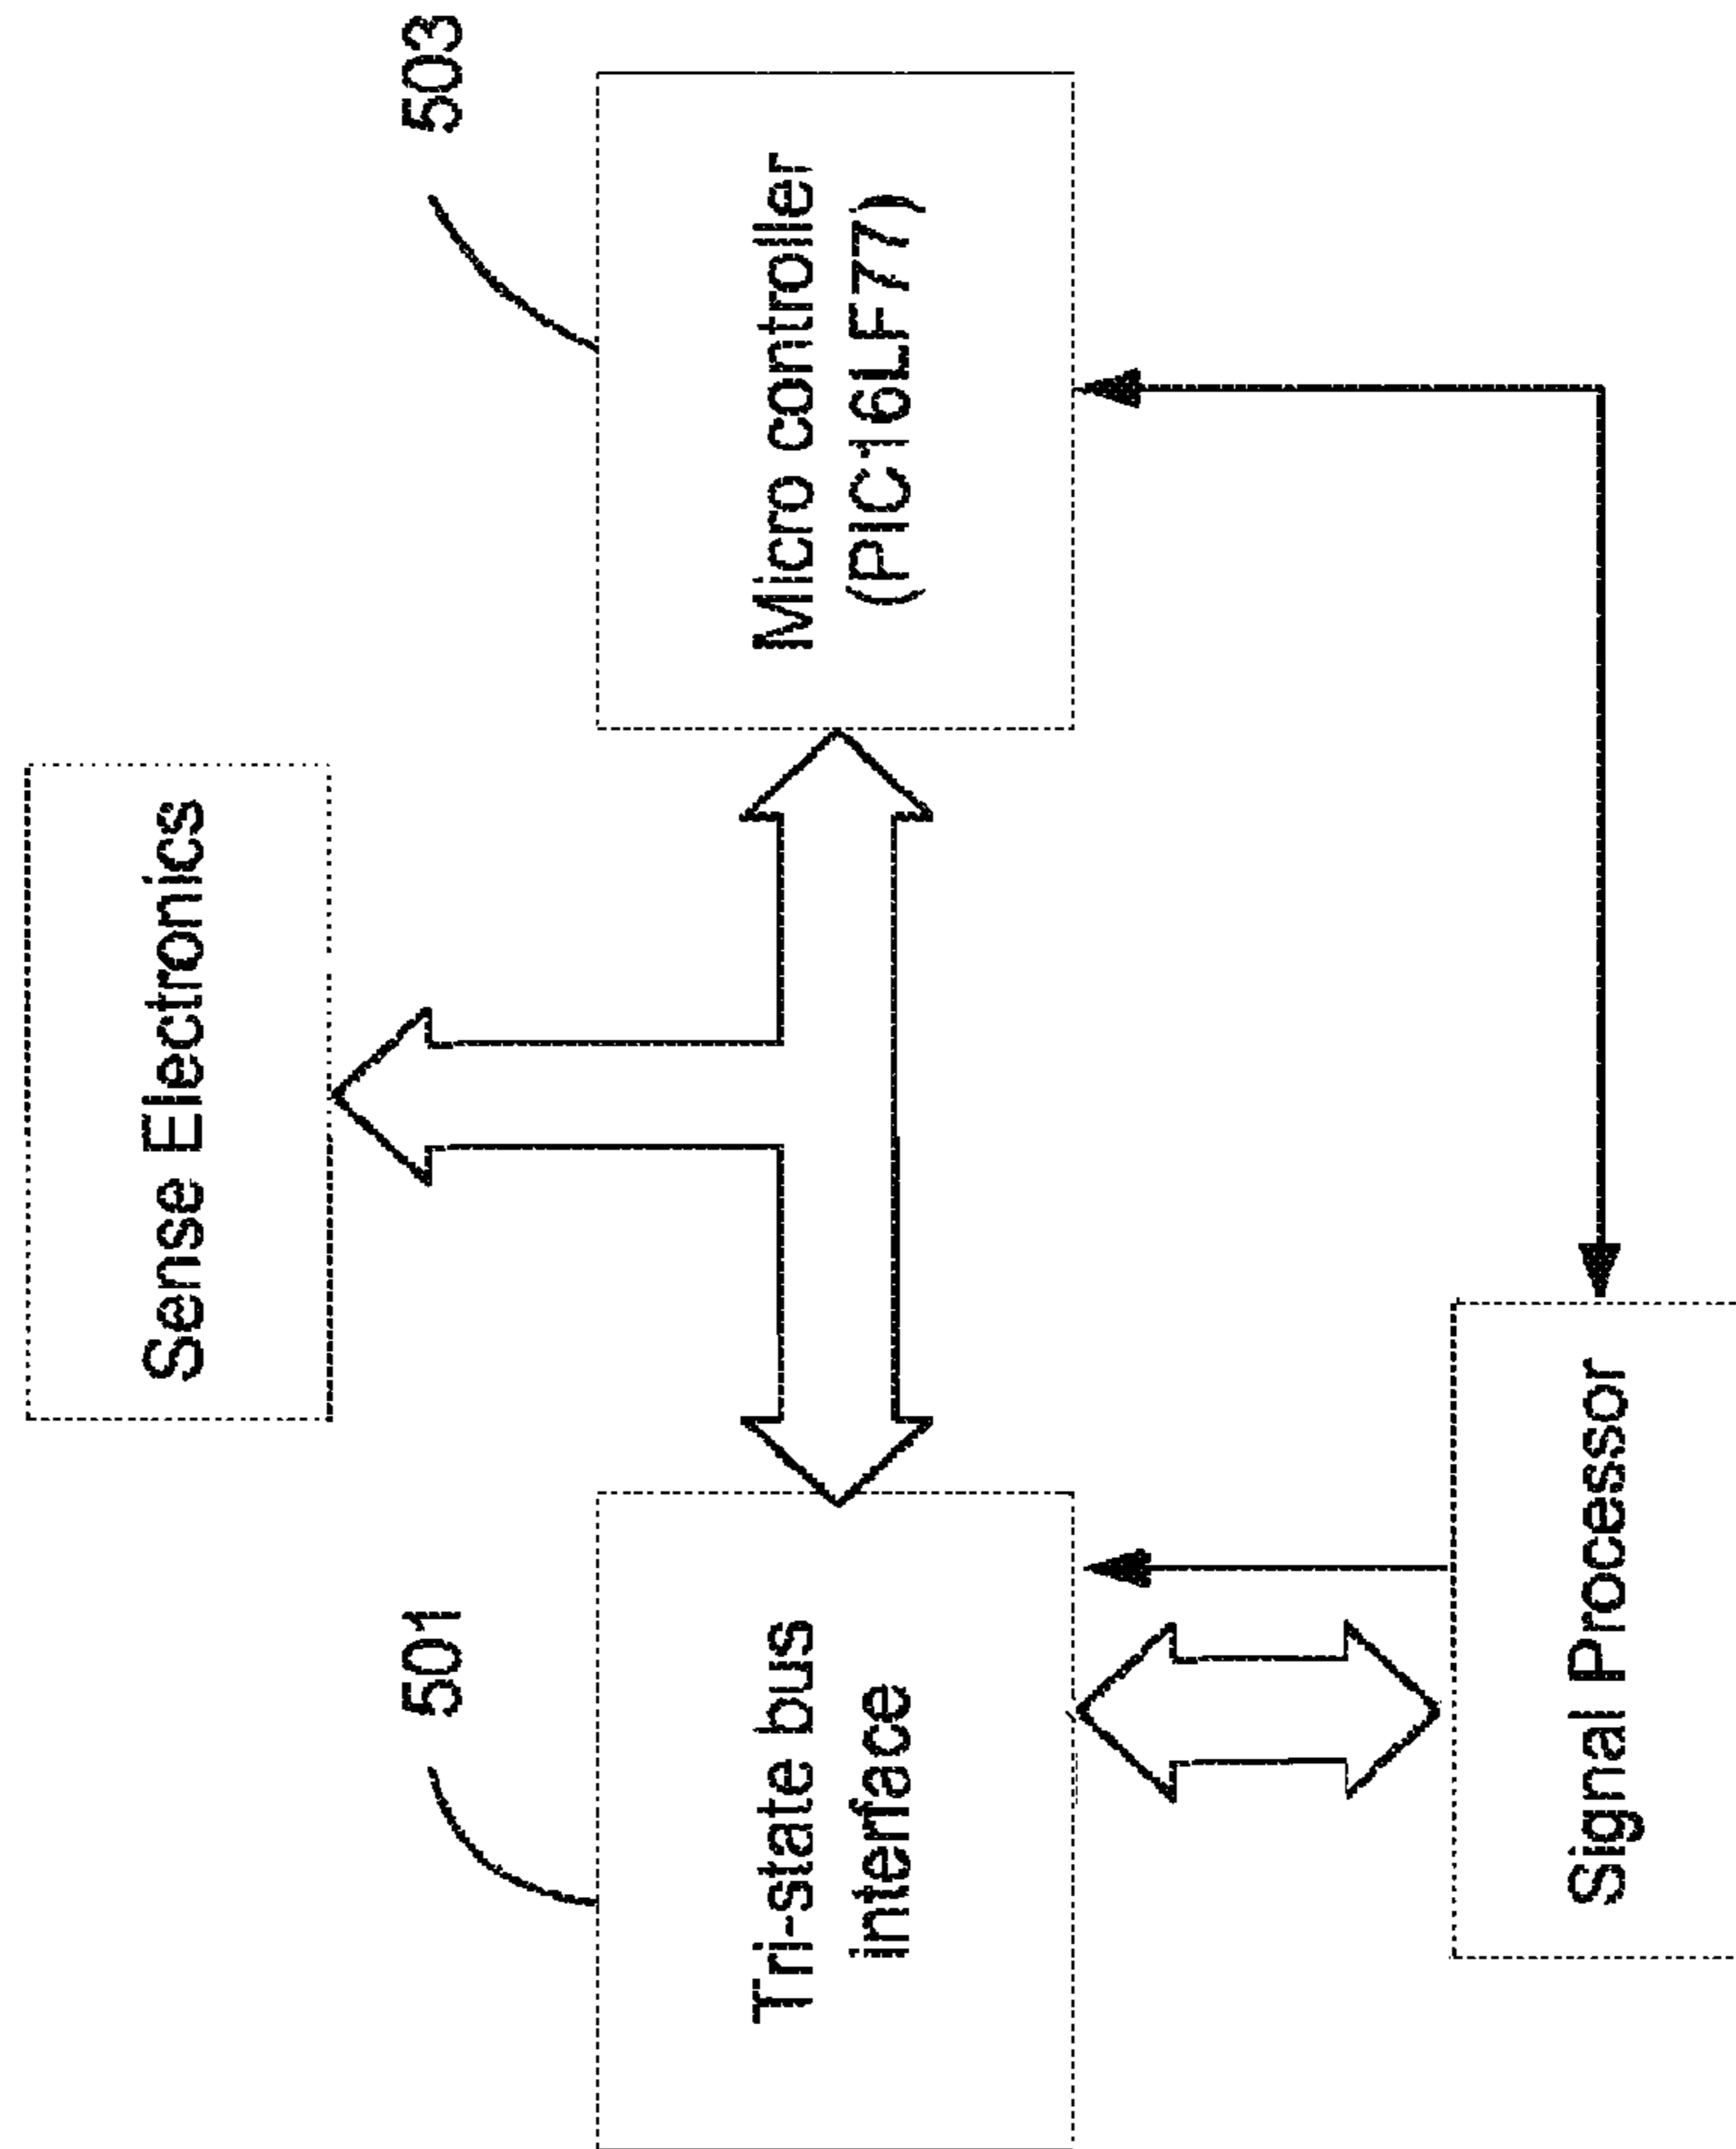 Sense Electronics
501
Tri-state bus
interface
503
Micro controller
(PIC16LF77)
Signal Processor